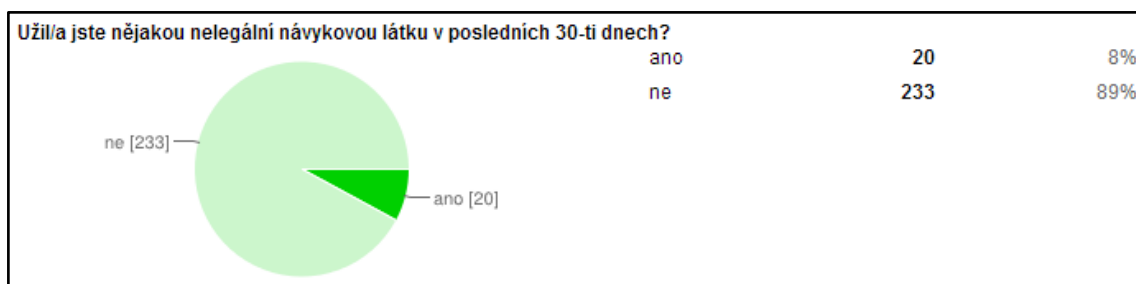 Užil/a jste nějakou nelegální návykovou látku v posledních 30-ti dnech?
ano 20 8%
ne 233 89%
ne [233]
ano [20]